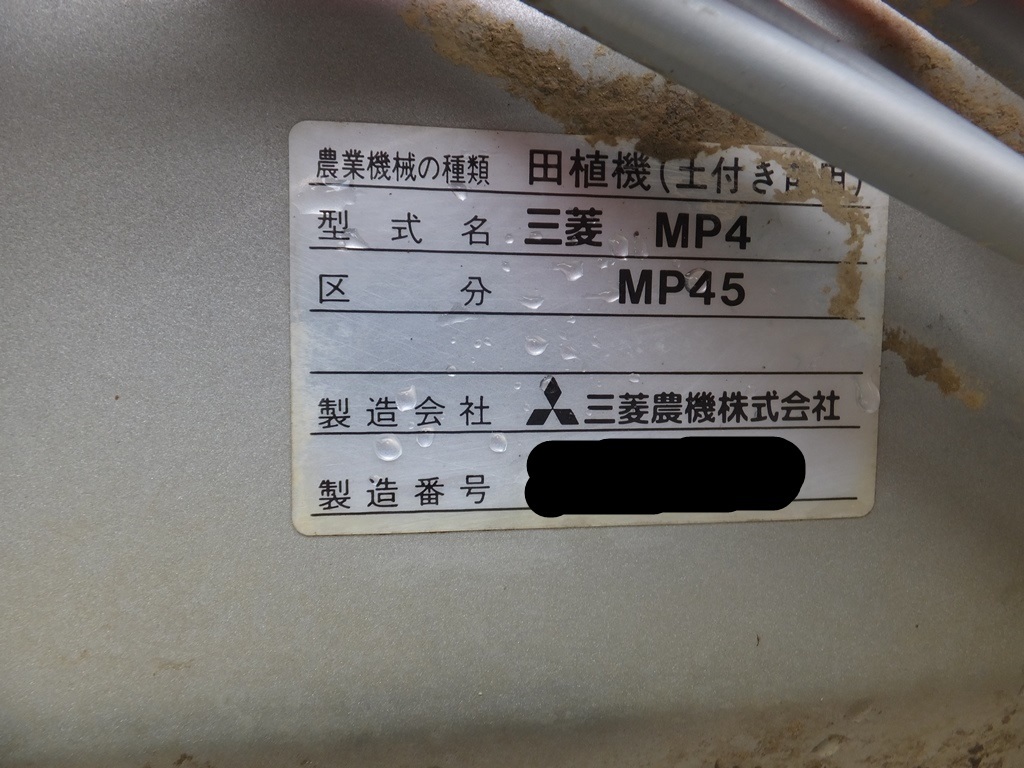 農業機械の種類 田植機(土付き苗用)
型式名 三菱 MP4
区分 MP45
製造会社 三菱農機株式会社
製造番号